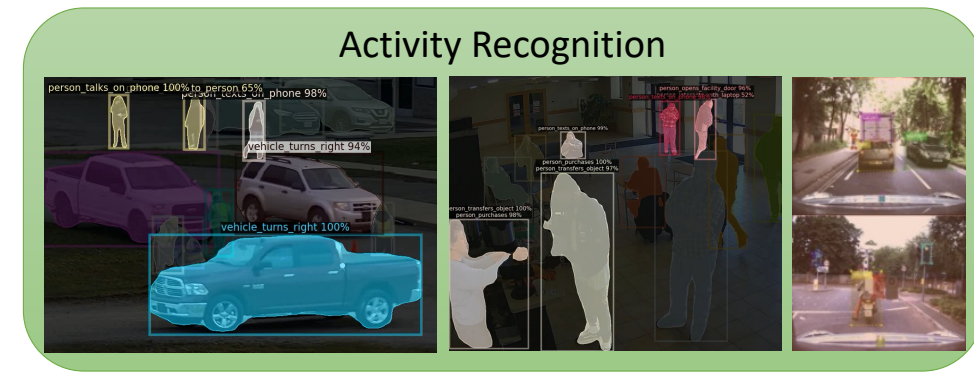 Activity Recognition
person_talks_on_phone 100%
to_person 65%
person_texts_on_phone 98%
vehicle_turns_right 94%
vehicle_turns_right 100%
person_opens_facility_door 96%
with_laptop 52%
person_texts_on_phone 99%
person_purchases 100%
person_transfers_object 97%
person_transfers_object 100%
person_purchases 98%